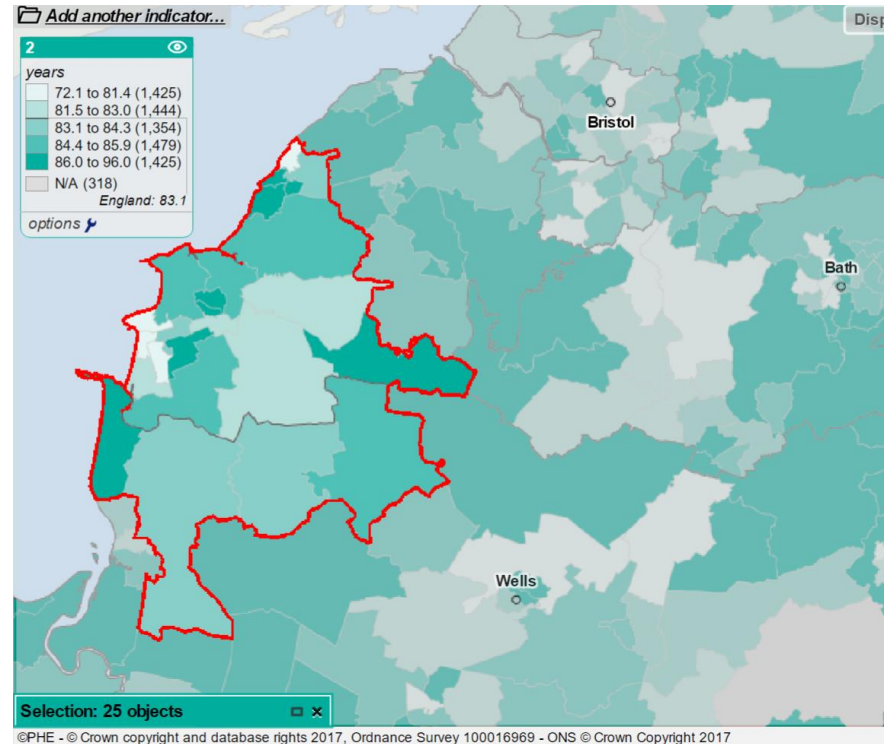 Add another indicator...
Disp
2
years
72.1 to 81.4 (1,425)
81.5 to 83.0 (1,444)
83.1 to 84.3 (1,354)
84.4 to 85.9 (1,479)
86.0 to 96.0 (1,425)
N/A (318)
England: 83.1
options
Bristol
Bath
Wells
Selection: 25 objects
©PHE - © Crown copyright and database rights 2017, Ordnance Survey 100016969 - ONS © Crown Copyright 2017